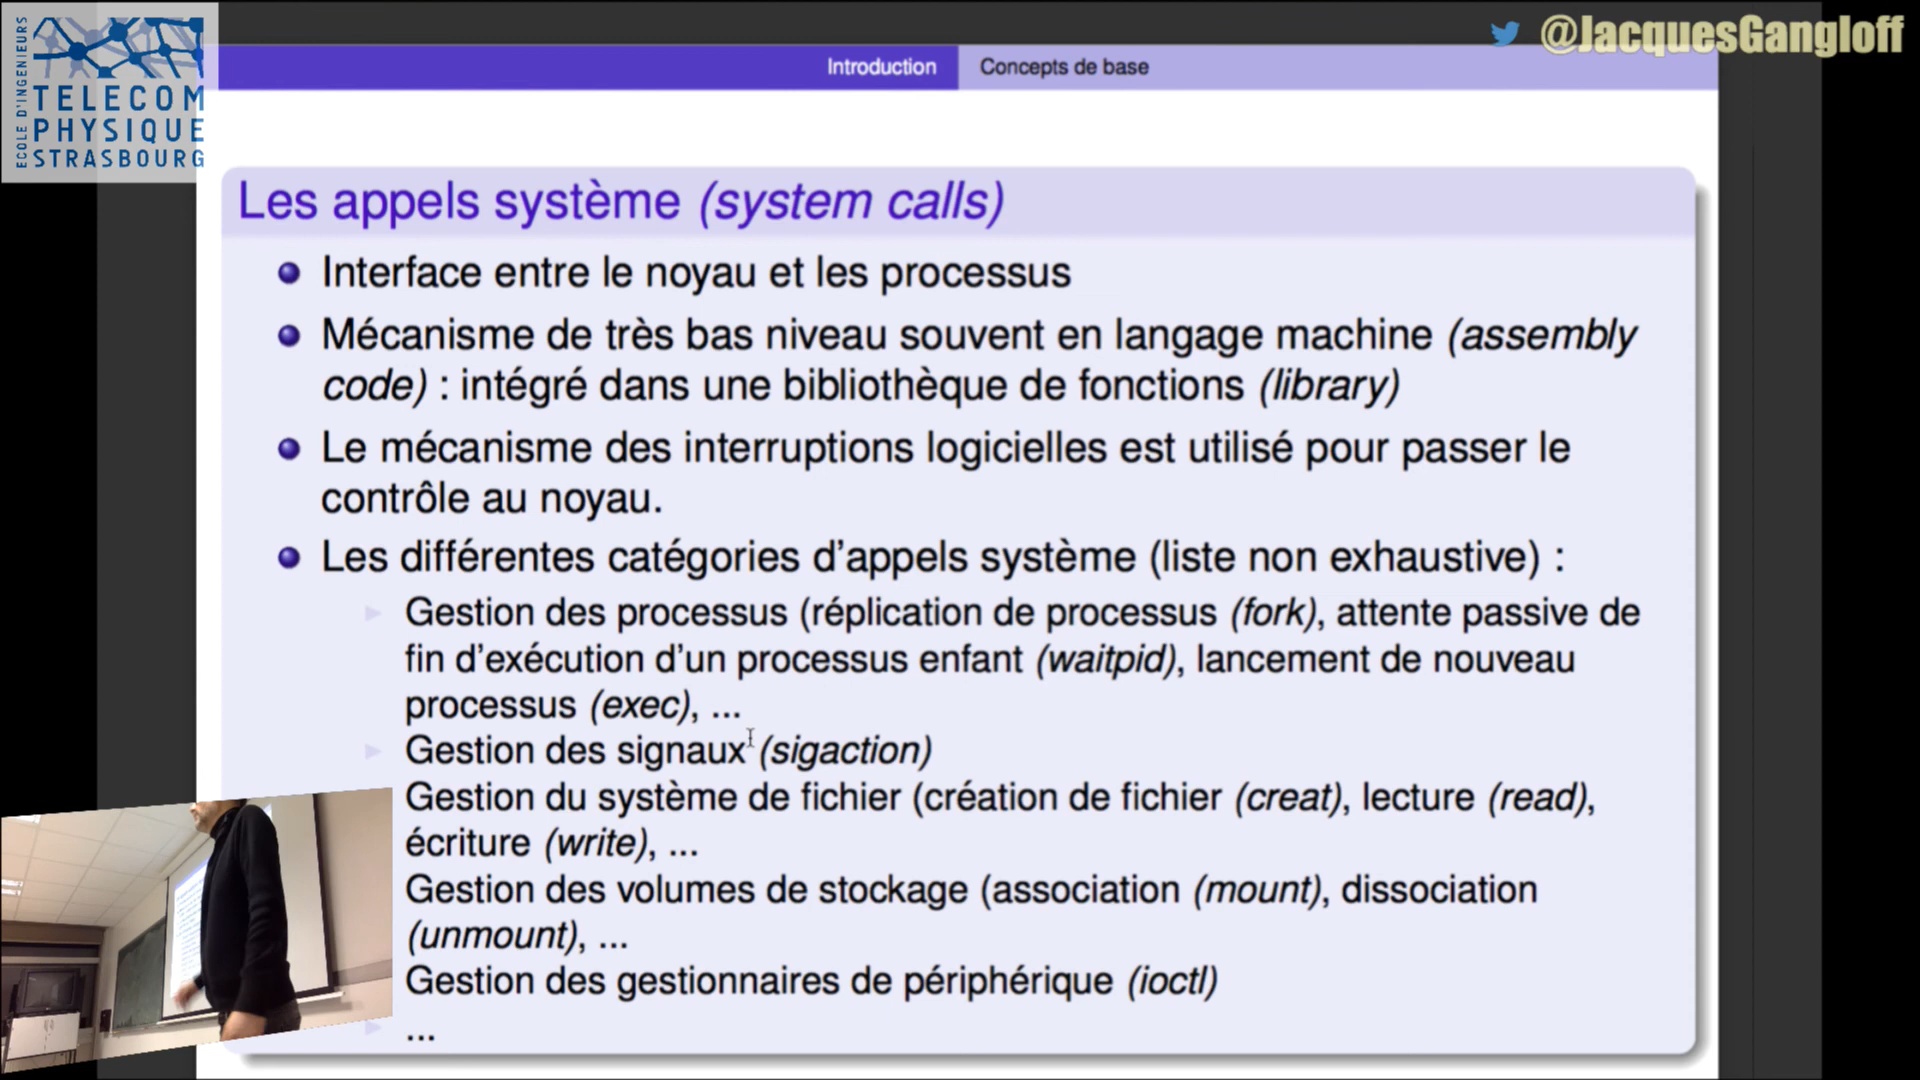 @JacquesGangloff
ECOLE D'INGENIEURS
TELECOM
PHYSIQUE
STRASBOURG
Introduction
Concepts de base
Les appels système (system calls)
Interface entre le noyau et les processus
Mécanisme de très bas niveau souvent en langage machine (assembly
code) : intégré dans une bibliothèque de fonctions (library)
Le mécanisme des interruptions logicielles est utilisé pour passer le
contrôle au noyau.
Les différentes catégories d'appels système (liste non exhaustive) :
Gestion des processus (réplication de processus (fork), attente passive de
fin d'exécution d'un processus enfant (waitpid), lancement de nouveau
processus (exec), ...
Gestion des signaux (sigaction)
Gestion du système de fichier (création de fichier (creat), lecture (read),
écriture (write), ...
Gestion des volumes de stockage (association (mount), dissociation
(unmount), ...
Gestion des gestionnaires de périphérique (ioctl)
...